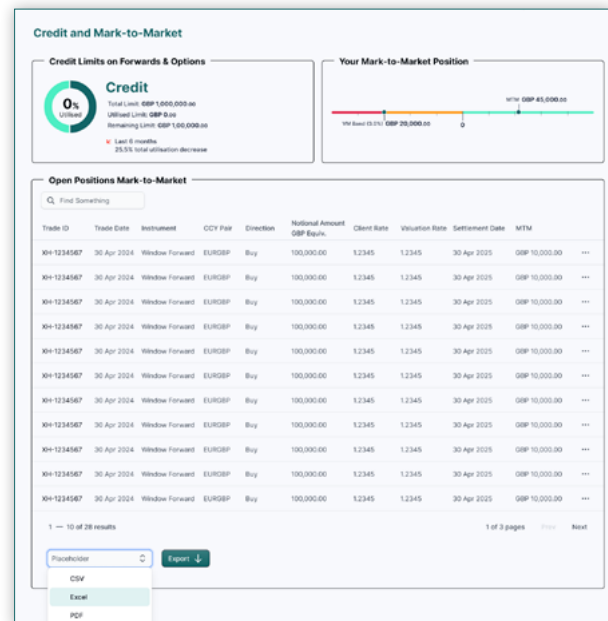 Credit and Mark-to-Market
Credit Limits on Forwards & Options
0%
Utilised
Credit
Total Limit: GBP 1,000,000.00
Utilised Limit: GBP 0.00
Remaining Limit: GBP 1,00,000.00
Last 6 months
25.5% total utilisation decrease
Your Mark-to-Market Position
MTM GBP 45,000.00
VM Based (5.0%) GBP 20,000.00
0
Open Positions Mark-to-Market
Find Something
Trade ID Trade Date Instrument CCY Pair Direction Notional Amount GBP Equiv. Client Rate Valuation Rate Settlement Date MTM
XH-1234567 30 Apr 2024 Window Forward EURGBP Buy 100,000.00 1.2345 1.2345 30 Apr 2025 GBP 10,000.00 ...
XH-1234567 30 Apr 2024 Window Forward EURGBP Buy 100,000.00 1.2345 1.2345 30 Apr 2025 GBP 10,000.00 ...
XH-1234567 30 Apr 2024 Window Forward EURGBP Buy 100,000.00 1.2345 1.2345 30 Apr 2025 GBP 10,000.00 ...
XH-1234567 30 Apr 2024 Window Forward EURGBP Buy 100,000.00 1.2345 1.2345 30 Apr 2025 GBP 10,000.00 ...
XH-1234567 30 Apr 2024 Window Forward EURGBP Buy 100,000.00 1.2345 1.2345 30 Apr 2025 GBP 10,000.00 ...
XH-1234567 30 Apr 2024 Window Forward EURGBP Buy 100,000.00 1.2345 1.2345 30 Apr 2025 GBP 10,000.00 ...
XH-1234567 30 Apr 2024 Window Forward EURGBP Buy 100,000.00 1.2345 1.2345 30 Apr 2025 GBP 10,000.00 ...
XH-1234567 30 Apr 2024 Window Forward EURGBP Buy 100,000.00 1.2345 1.2345 30 Apr 2025 GBP 10,000.00 ...
XH-1234567 30 Apr 2024 Window Forward EURGBP Buy 100,000.00 1.2345 1.2345 30 Apr 2025 GBP 10,000.00 ...
XH-1234567 30 Apr 2024 Window Forward EURGBP Buy 100,000.00 1.2345 1.2345 30 Apr 2025 GBP 10,000.00 ...
XH-1234567 30 Apr 2024 Window Forward EURGBP Buy 100,000.00 1.2345 1.2345 30 Apr 2025 GBP 10,000.00 ...
1 — 10 of 28 results
1 of 3 pages Prev Next
Placeholder
Export
CSV
Excel
PDF